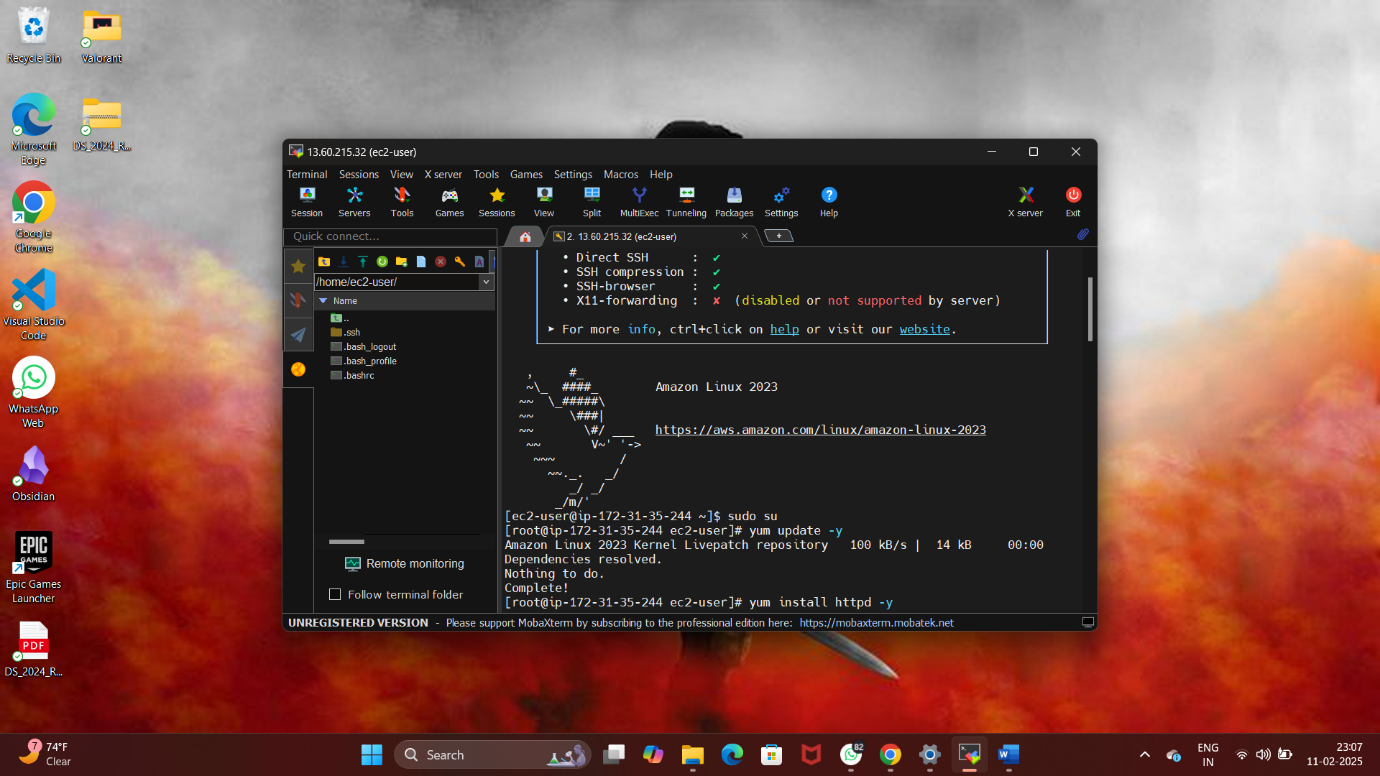 Recycle Bin
Valorant
Microsoft
Edge
DS_2024_R...
Google
Chrome
Visual Studio
Code
WhatsApp
Web
Obsidian
EPIC
GAMES
Epic Games
Launcher
PDF
DS_2024_R...
13.60.215.32 (ec2-user)
Terminal Sessions View X server Tools Games Settings Macros Help
Session Servers Tools Games Sessions View Split MultiExec Tunneling Packages Settings Help X server Exit
Quick connect...
2. 13.60.215.32 (ec2-user)
/home/ec2-user/
Name
..
.ssh
.bash_logout
.bash_profile
.bashrc
Remote monitoring
Follow terminal folder
• Direct SSH : ✔
• SSH compression : ✔
• SSH-browser : ✔
• X11-forwarding : ✘ (disabled or not supported by server)
➤ For more info, ctrl+click on help or visit our website.
, #_
~\_ ####_ Amazon Linux 2023
~~ \_#####\
~~ \###|
~~ \#/ ___ https://aws.amazon.com/linux/amazon-linux-2023
~~ V~' '->
~~~ /
~~._. _/
_/ _/
_/m/'
[ec2-user@ip-172-31-35-244 ~]$ sudo su
[root@ip-172-31-35-244 ec2-user]# yum update -y
Amazon Linux 2023 Kernel Livepatch repository 100 kB/s | 14 kB 00:00
Dependencies resolved.
Nothing to do.
Complete!
[root@ip-172-31-35-244 ec2-user]# yum install httpd -y
UNREGISTERED VERSION - Please support MobaXterm by subscribing to the professional edition here: https://mobaxterm.mobatek.net
7
74°F
Clear
Search
82
ENG
IN
23:07
11-02-2025